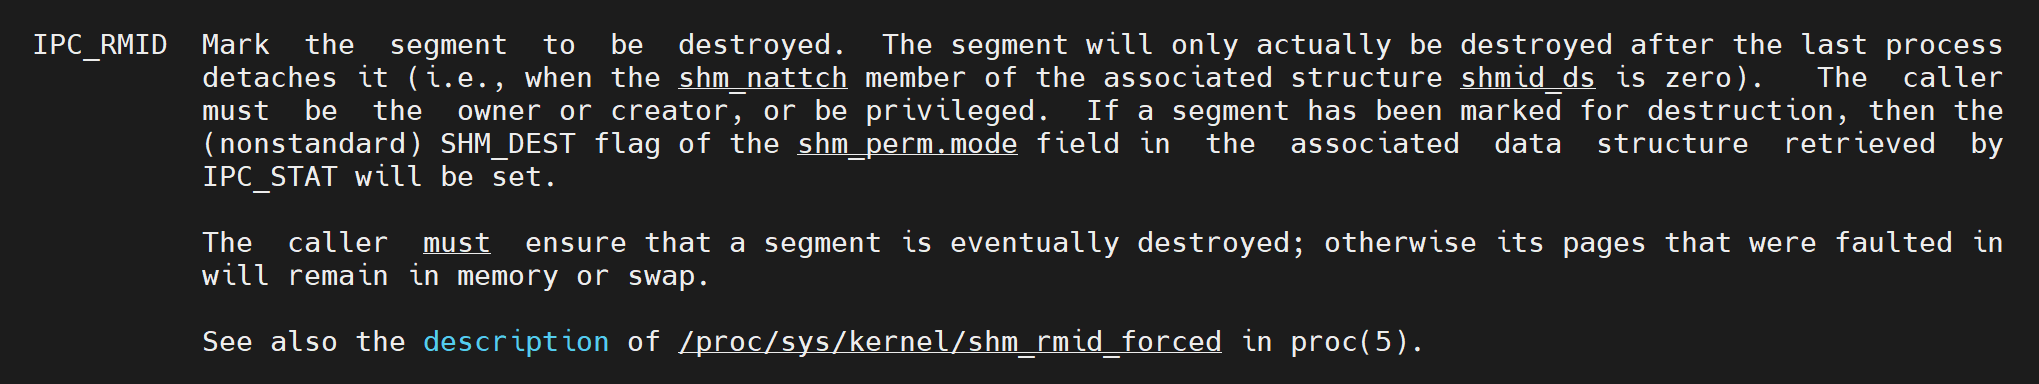 IPC_RMID Mark the segment to be destroyed. The segment will only actually be destroyed after the last process
detaches it (i.e., when the shm_nattch member of the associated structure shmid_ds is zero). The caller
must be the owner or creator, or be privileged. If a segment has been marked for destruction, then the
(nonstandard) SHM_DEST flag of the shm_perm.mode field in the associated data structure retrieved by
IPC_STAT will be set.
The caller must ensure that a segment is eventually destroyed; otherwise its pages that were faulted in
will remain in memory or swap.
See also the description of /proc/sys/kernel/shm_rmid_forced in proc(5).